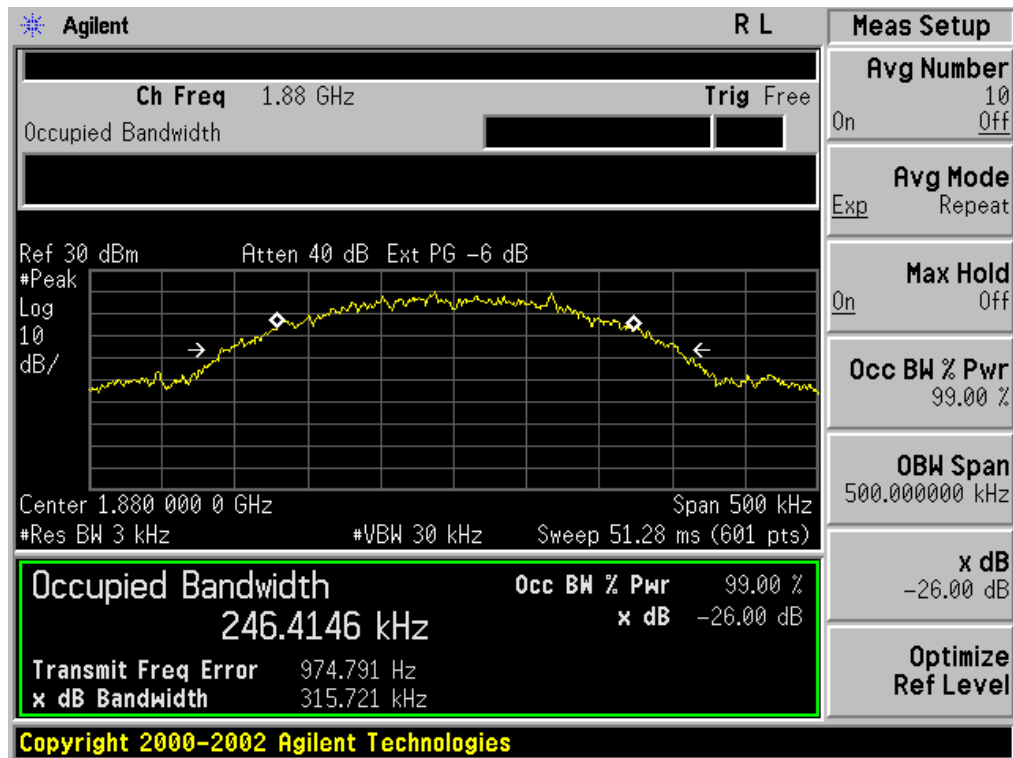 Agilent R L
Ch Freq 1.88 GHz Trig Free
Occupied Bandwidth
Ref 30 dBm Atten 40 dB Ext PG -6 dB
#Peak
Log
10
dB/
Center 1.880 000 0 GHz Span 500 kHz
#Res BW 3 kHz #VBW 30 kHz Sweep 51.28 ms (601 pts)
Occupied Bandwidth Occ BW % Pwr 99.00 %
246.4146 kHz x dB -26.00 dB
Transmit Freq Error 974.791 Hz
x dB Bandwidth 315.721 kHz
Copyright 2000-2002 Agilent Technologies
Meas Setup
Avg Number
10
On Off
Avg Mode
Exp Repeat
Max Hold
On Off
Occ BW % Pwr
99.00 %
OBW Span
500.000000 kHz
x dB
-26.00 dB
Optimize
Ref Level